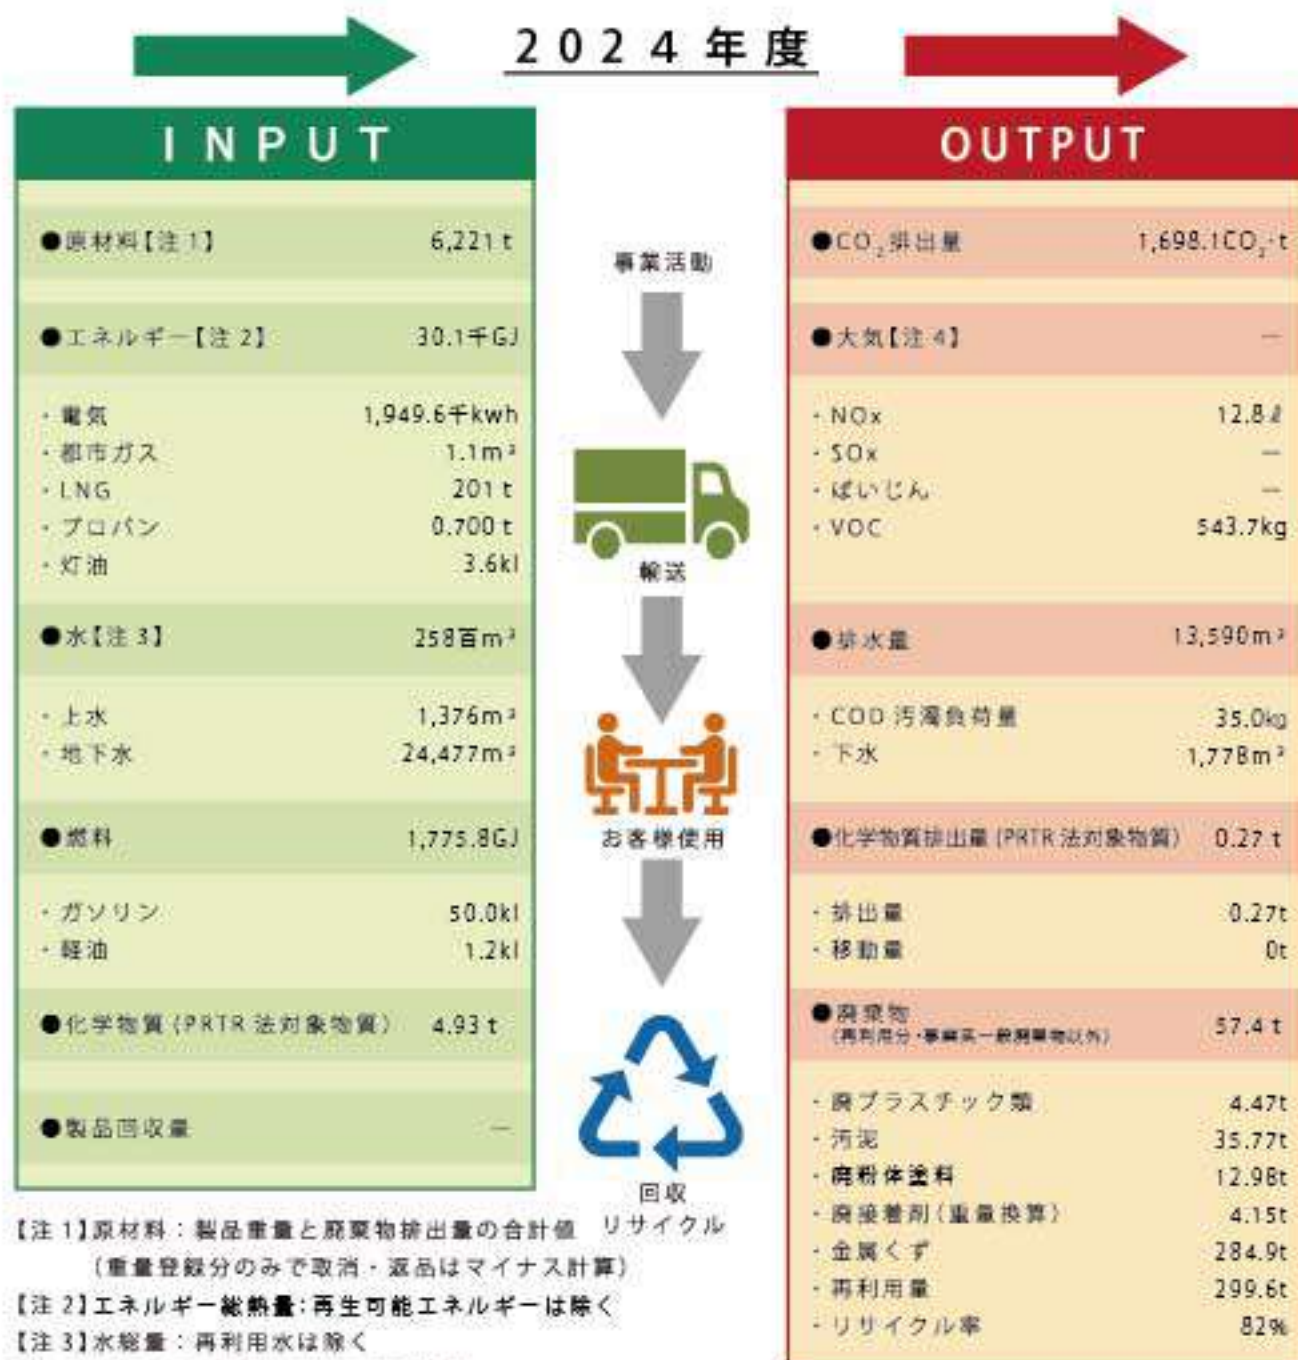 2024年度
INPUT
●原材料【注1】 6,221t
●エネルギー【注2】 30.1千GJ
・電気 1,949.6千kwh
・都市ガス 1.1m³
・LNG 201t
・プロパン 0.700t
・灯油 3.6kl
●水【注3】 258百m³
・上水 1,376m³
・地下水 24,477m³
●燃料 1,775.8GJ
・ガソリン 50.0kl
・軽油 1.2kl
●化学物質(PRTR法対象物質) 4.93t
●製品回収量 －
事業活動
輸送
お客様使用
回収
リサイクル
OUTPUT
●CO₂排出量 1,698.1CO₂-t
●大気【注4】 －
・NOx 12.8ℓ
・SOx －
・ばいじん －
・VOC 543.7kg
●排水量 13,590m³
・COD汚濁負荷量 35.0kg
・下水 1,778m³
●化学物質排出量(PRTR法対象物質) 0.27t
・排出量 0.27t
・移動量 0t
●廃棄物 57.4t
(再利用分・事業系一般廃棄物以外)
・廃プラスチック類 4.47t
・汚泥 35.77t
・廃粉体塗料 12.98t
・廃接着剤(重量換算) 4.15t
・金属くず 284.9t
・再利用量 299.6t
・リサイクル率 82%
【注1】原材料：製品重量と廃棄物排出量の合計値
(重量登録分のみで取消・返品はマイナス計算)
【注2】エネルギー総熱量：再生可能エネルギーは除く
【注3】水総量：再利用水は除く